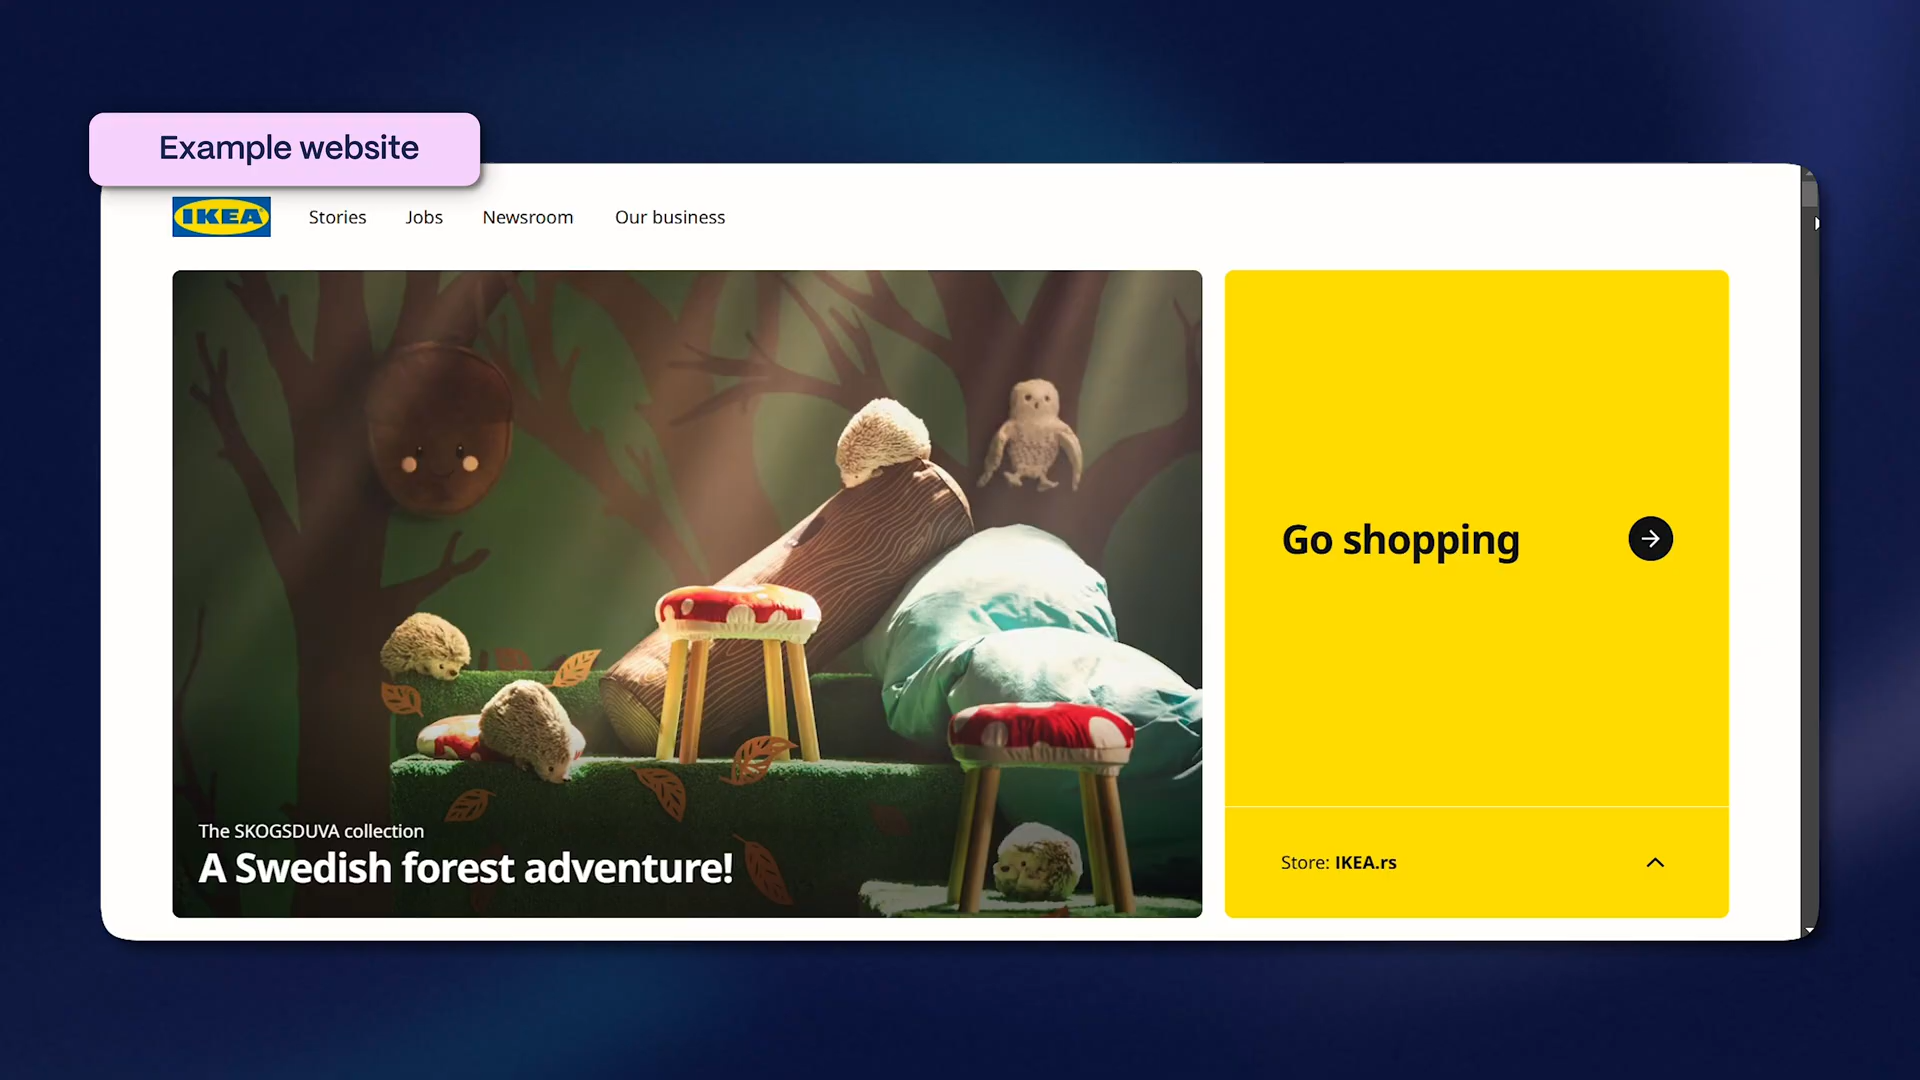 Example website
IKEA
Stories Jobs Newsroom Our business
Go shopping
The SKOGSDUVA collection
A Swedish forest adventure!
Store: IKEA.rs